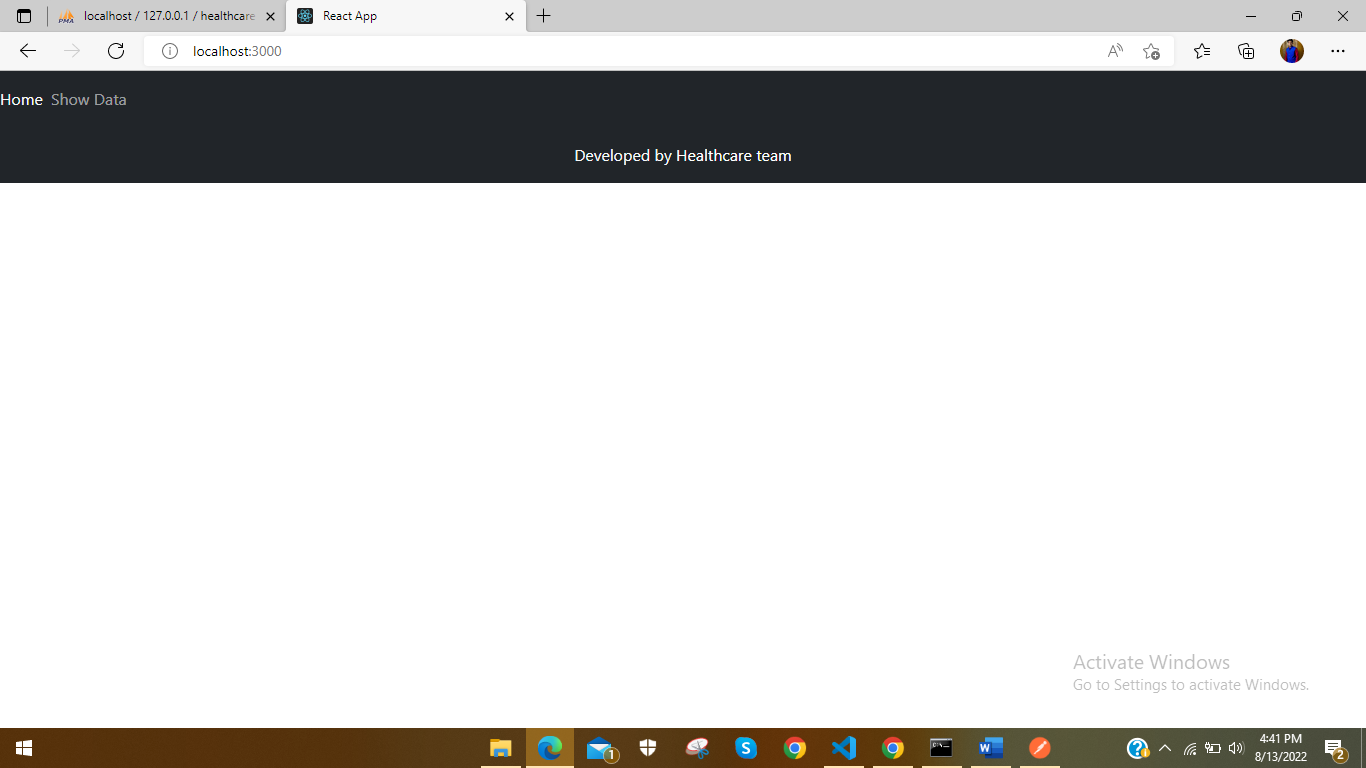 localhost / 127.0.0.1 / healthcare
React App
localhost:3000
Home Show Data
Developed by Healthcare team
Activate Windows
Go to Settings to activate Windows.
4:41 PM
8/13/2022
1
2